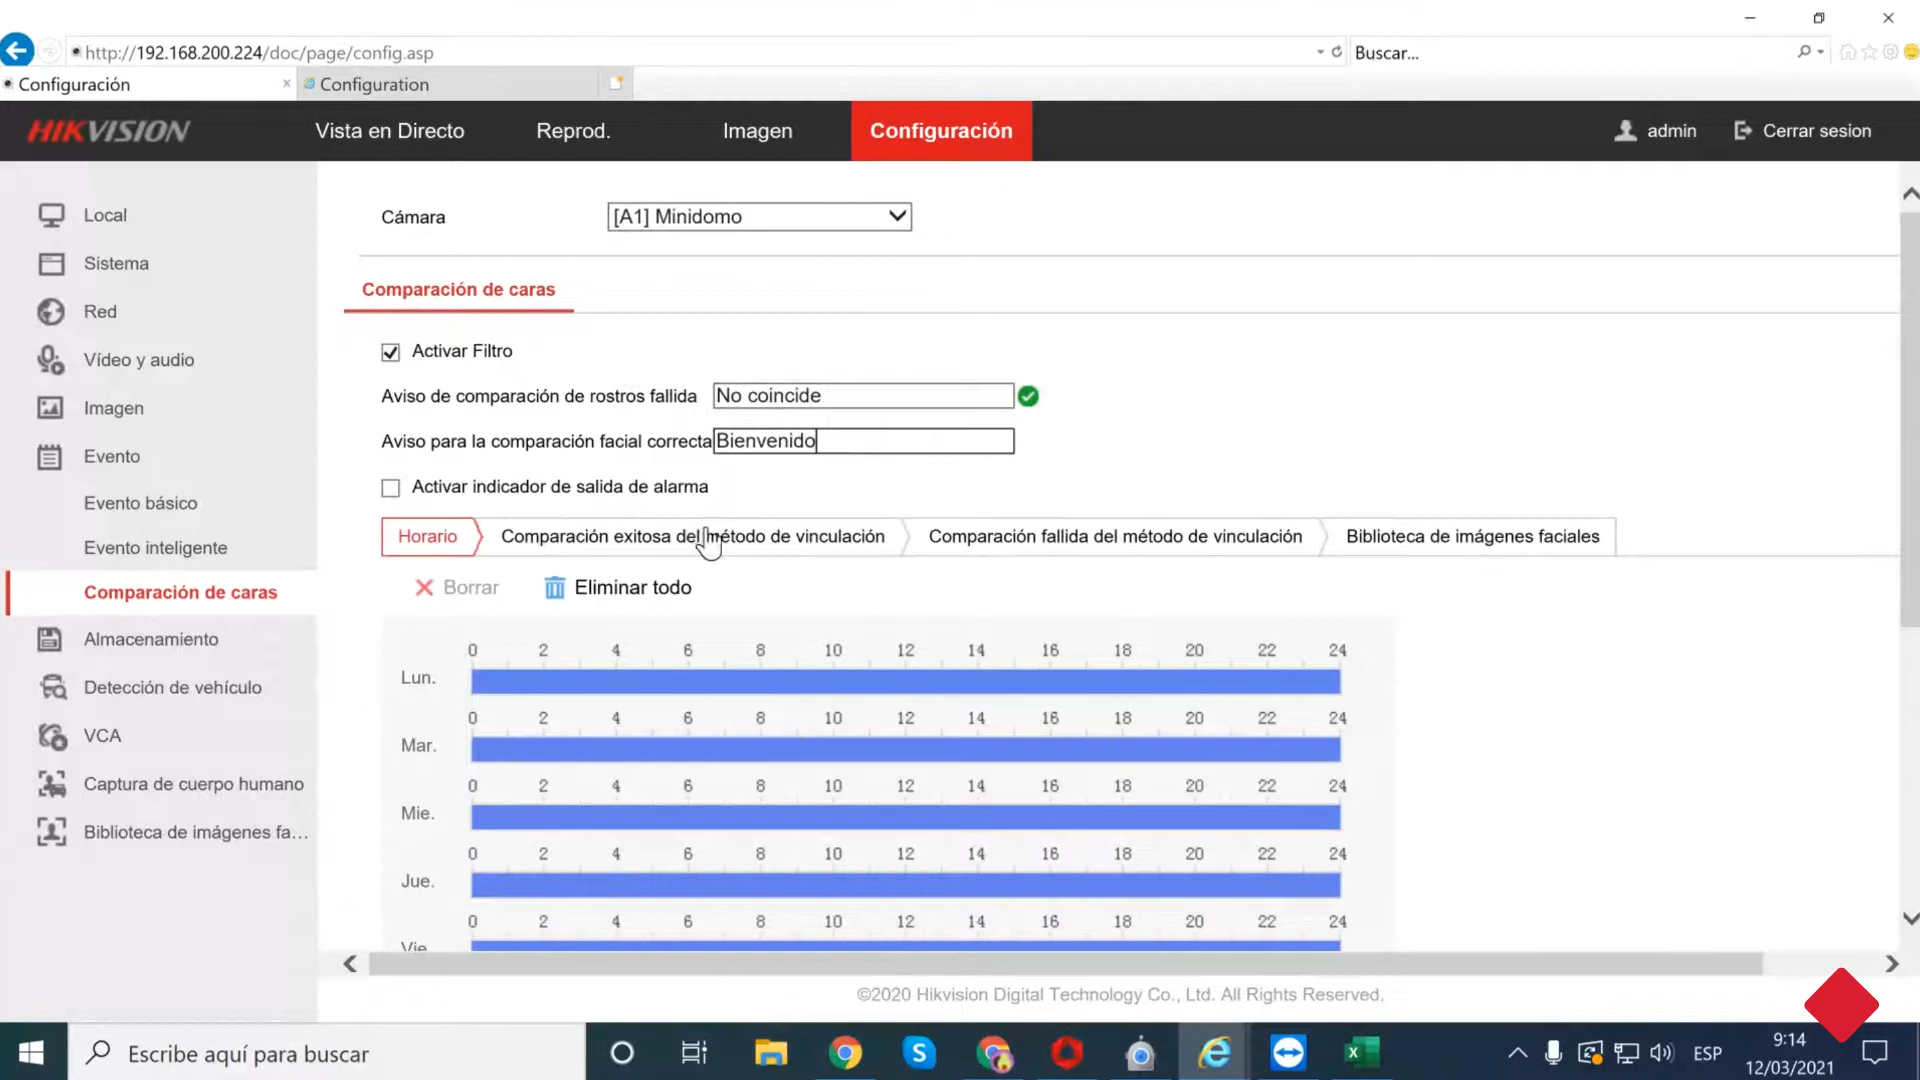 http://192.168.200.224/doc/page/config.asp
Buscar...
Configuración
Configuration
HIKVISION
Vista en Directo
Reprod.
Imagen
Configuración
admin
Cerrar sesion
Local
Sistema
Red
Vídeo y audio
Imagen
Evento
Evento básico
Evento inteligente
Comparación de caras
Almacenamiento
Detección de vehículo
VCA
Captura de cuerpo humano
Biblioteca de imágenes fa...
Cámara
[A1] Minidomo
Comparación de caras
Activar Filtro
Aviso de comparación de rostros fallida
No coincide
Aviso para la comparación facial correcta
Bienvenido
Activar indicador de salida de alarma
Horario
Comparación exitosa del método de vinculación
Comparación fallida del método de vinculación
Biblioteca de imágenes faciales
Borrar
Eliminar todo
0 2 4 6 8 10 12 14 16 18 20 22 24
Lun.
0 2 4 6 8 10 12 14 16 18 20 22 24
Mar.
0 2 4 6 8 10 12 14 16 18 20 22 24
Mie.
0 2 4 6 8 10 12 14 16 18 20 22 24
Jue.
0 2 4 6 8 10 12 14 16 18 20 22 24
Vie
©2020 Hikvision Digital Technology Co., Ltd. All Rights Reserved.
Escribe aquí para buscar
ESP
9:14
12/03/2021